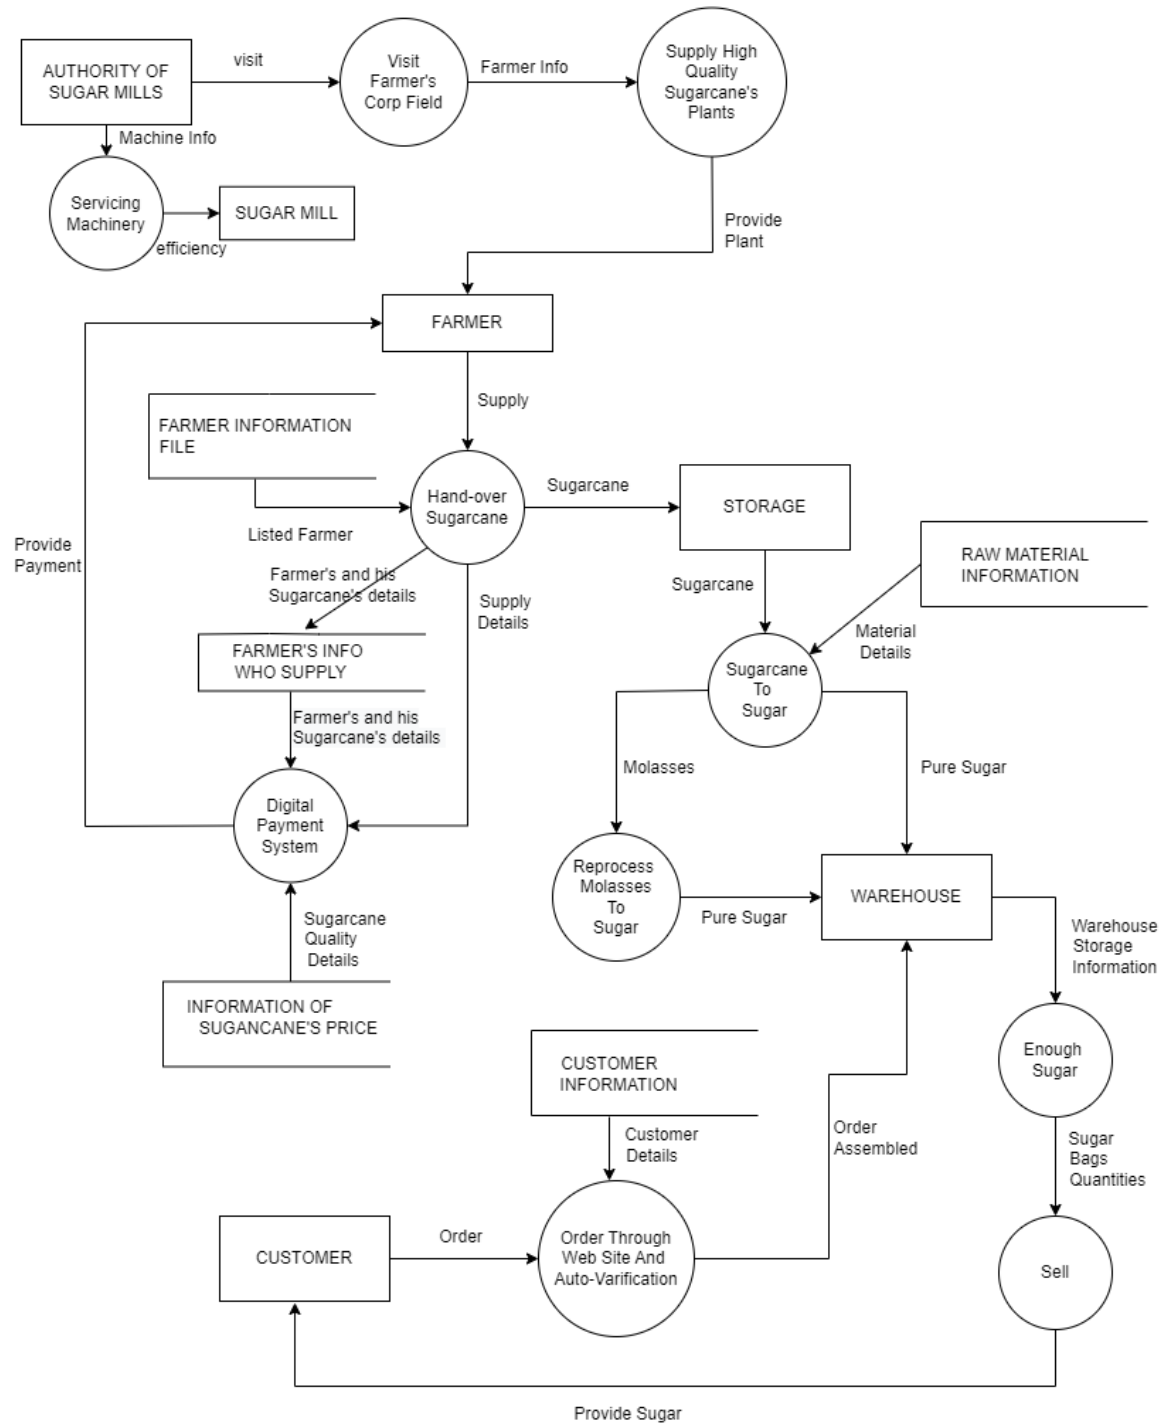 visit
AUTHORITY OF
SUGAR MILLS
Visit
Farmer's
Corp Field
Farmer Info
Supply High
Quality
Sugarcane's
Plants
Machine Info
Servicing
Machinery
efficiency
SUGAR MILL
Provide
Plant
FARMER
Supply
FARMER INFORMATION
FILE
Listed Farmer
Hand-over
Sugarcane
Sugarcane
STORAGE
Provide
Payment
Farmer's and his
Sugarcane's details
Supply
Details
Sugarcane
RAW MATERIAL
INFORMATION
Material
Details
FARMER'S INFO
WHO SUPPLY
Sugarcane
To
Sugar
Farmer's and his
Sugarcane's details
Molasses
Pure Sugar
Digital
Payment
System
Reprocess
Molasses
To
Sugar
Pure Sugar
WAREHOUSE
Sugarcane
Quality
Details
Warehouse
Storage
Information
INFORMATION OF
SUGANCANE'S PRICE
CUSTOMER
INFORMATION
Enough
Sugar
Customer
Details
Order
Assembled
Sugar
Bags
Quantities
CUSTOMER
Order
Order Through
Web Site And
Auto-Varification
Sell
Provide Sugar